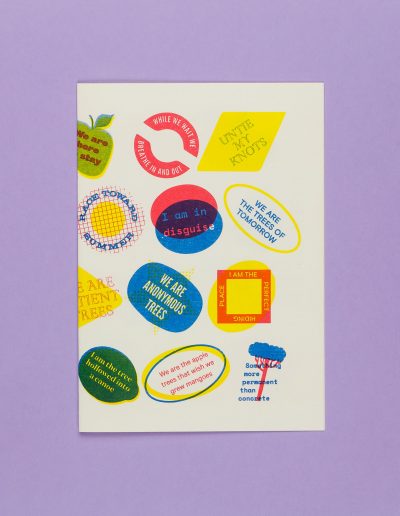 We are
here
stay
WHILE WE WAIT WE
BREATHE IN AND OUT
UNTIE
MY
KNOTS
RACE TOWARD
SUMMER
I am in
disguise
WE ARE
THE TREES OF
TOMORROW
E ARE
TIENT
TREES
WE ARE
ANONYMOUS
TREES
I AM THE
PERFECT
HIDING
PLACE
I am the tree
hollowed into
a canoe
We are the apple
trees that wish we
grew mangoes
Something
more
permanent
than
concrete